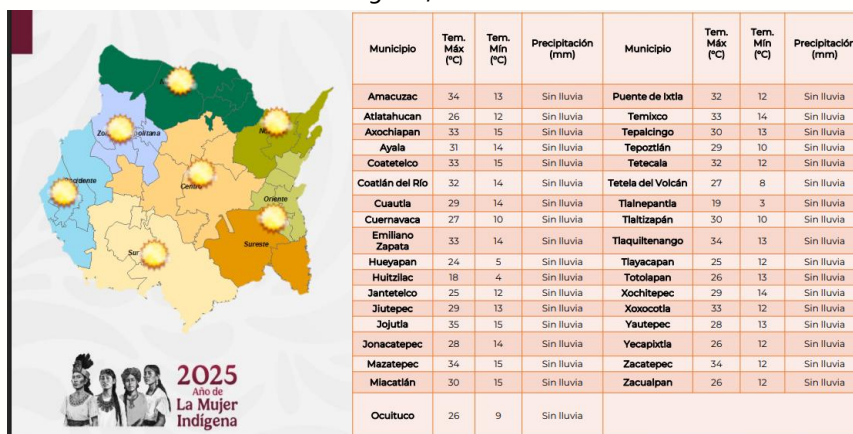 Zo politana
N
Occidente
Centro
Oriente
Sur
Sureste
2025
Año de
La Mujer
Indígena
Municipio Tem. Máx (°C) Tem. Mín (°C) Precipitación (mm) Municipio Tem. Máx (°C) Tem. Mín (°C) Precipitación (mm)
Amacuzac 34 13 Sin lluvia Puente de Ixtla 32 12 Sin lluvia
Atlatahucan 26 12 Sin lluvia Temixco 33 14 Sin lluvia
Axochiapan 33 15 Sin lluvia Tepalcingo 30 13 Sin lluvia
Ayala 31 14 Sin lluvia Tepoztlán 29 10 Sin lluvia
Coatetelco 33 15 Sin lluvia Tetecala 32 12 Sin lluvia
Coatlán del Río 32 14 Sin lluvia Tetela del Volcán 27 8 Sin lluvia
Cuautla 29 14 Sin lluvia Tlalnepantla 19 3 Sin lluvia
Cuernavaca 27 10 Sin lluvia Tlaltizapán 30 10 Sin lluvia
Emiliano Zapata 33 14 Sin lluvia Tlaquiltenango 34 13 Sin lluvia
Hueyapan 24 5 Sin lluvia Tlayacapan 25 12 Sin lluvia
Huitzilac 18 4 Sin lluvia Totolapan 26 13 Sin lluvia
Jantetelco 25 12 Sin lluvia Xochitepec 29 14 Sin lluvia
Jiutepec 29 13 Sin lluvia Xoxocotla 33 12 Sin lluvia
Jojutla 35 15 Sin lluvia Yautepec 28 13 Sin lluvia
Jonacatepec 28 14 Sin lluvia Yecapixtla 26 12 Sin lluvia
Mazatepec 34 15 Sin lluvia Zacatepec 34 12 Sin lluvia
Miacatlán 30 15 Sin lluvia Zacualpan 26 12 Sin lluvia
Ocuituco 26 9 Sin lluvia